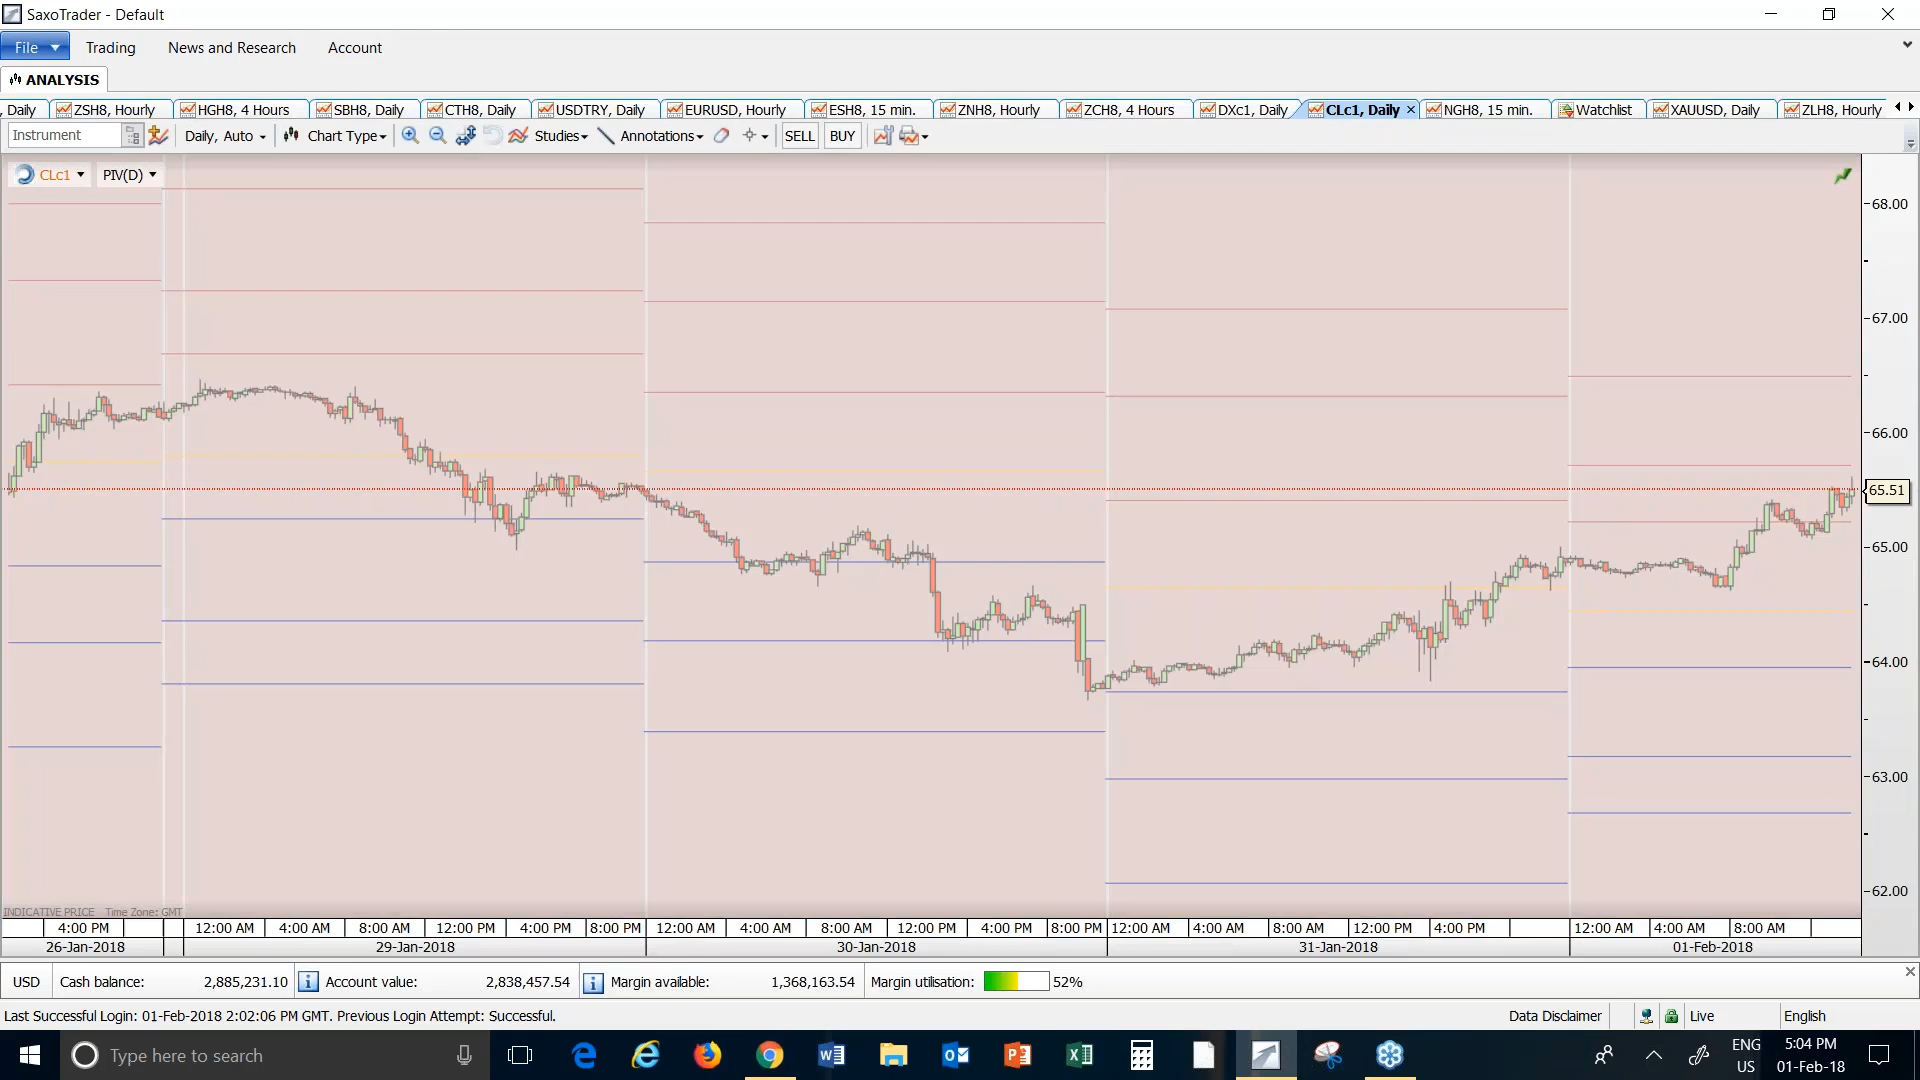 SaxoTrader - Default
File Trading News and Research Account
ANALYSIS
Daily ZSH8, Hourly HGH8, 4 Hours SBH8, Daily CTH8, Daily USDTRY, Daily EURUSD, Hourly ESH8, 15 min. ZNH8, Hourly ZCH8, 4 Hours DXc1, Daily CLc1, Daily NGH8, 15 min. Watchlist XAUUSD, Daily ZLH8, Hourly
Instrument Daily, Auto Chart Type Studies Annotations SELL BUY
CLc1 PIV(D)
68.00
67.00
66.00
65.51
65.00
64.00
63.00
62.00
INDICATIVE PRICE Time Zone: GMT
4:00 PM 12:00 AM 4:00 AM 8:00 AM 12:00 PM 4:00 PM 8:00 PM 12:00 AM 4:00 AM 8:00 AM 12:00 PM 4:00 PM 8:00 PM 12:00 AM 4:00 AM 8:00 AM 12:00 PM 4:00 PM 12:00 AM 4:00 AM 8:00 AM
26-Jan-2018 29-Jan-2018 30-Jan-2018 31-Jan-2018 01-Feb-2018
USD Cash balance: 2,885,231.10 Account value: 2,838,457.54 Margin available: 1,368,163.54 Margin utilisation: 52%
Last Successful Login: 01-Feb-2018 2:02:06 PM GMT. Previous Login Attempt: Successful. Data Disclaimer Live English
Type here to search
ENG 5:04 PM
US 01-Feb-18